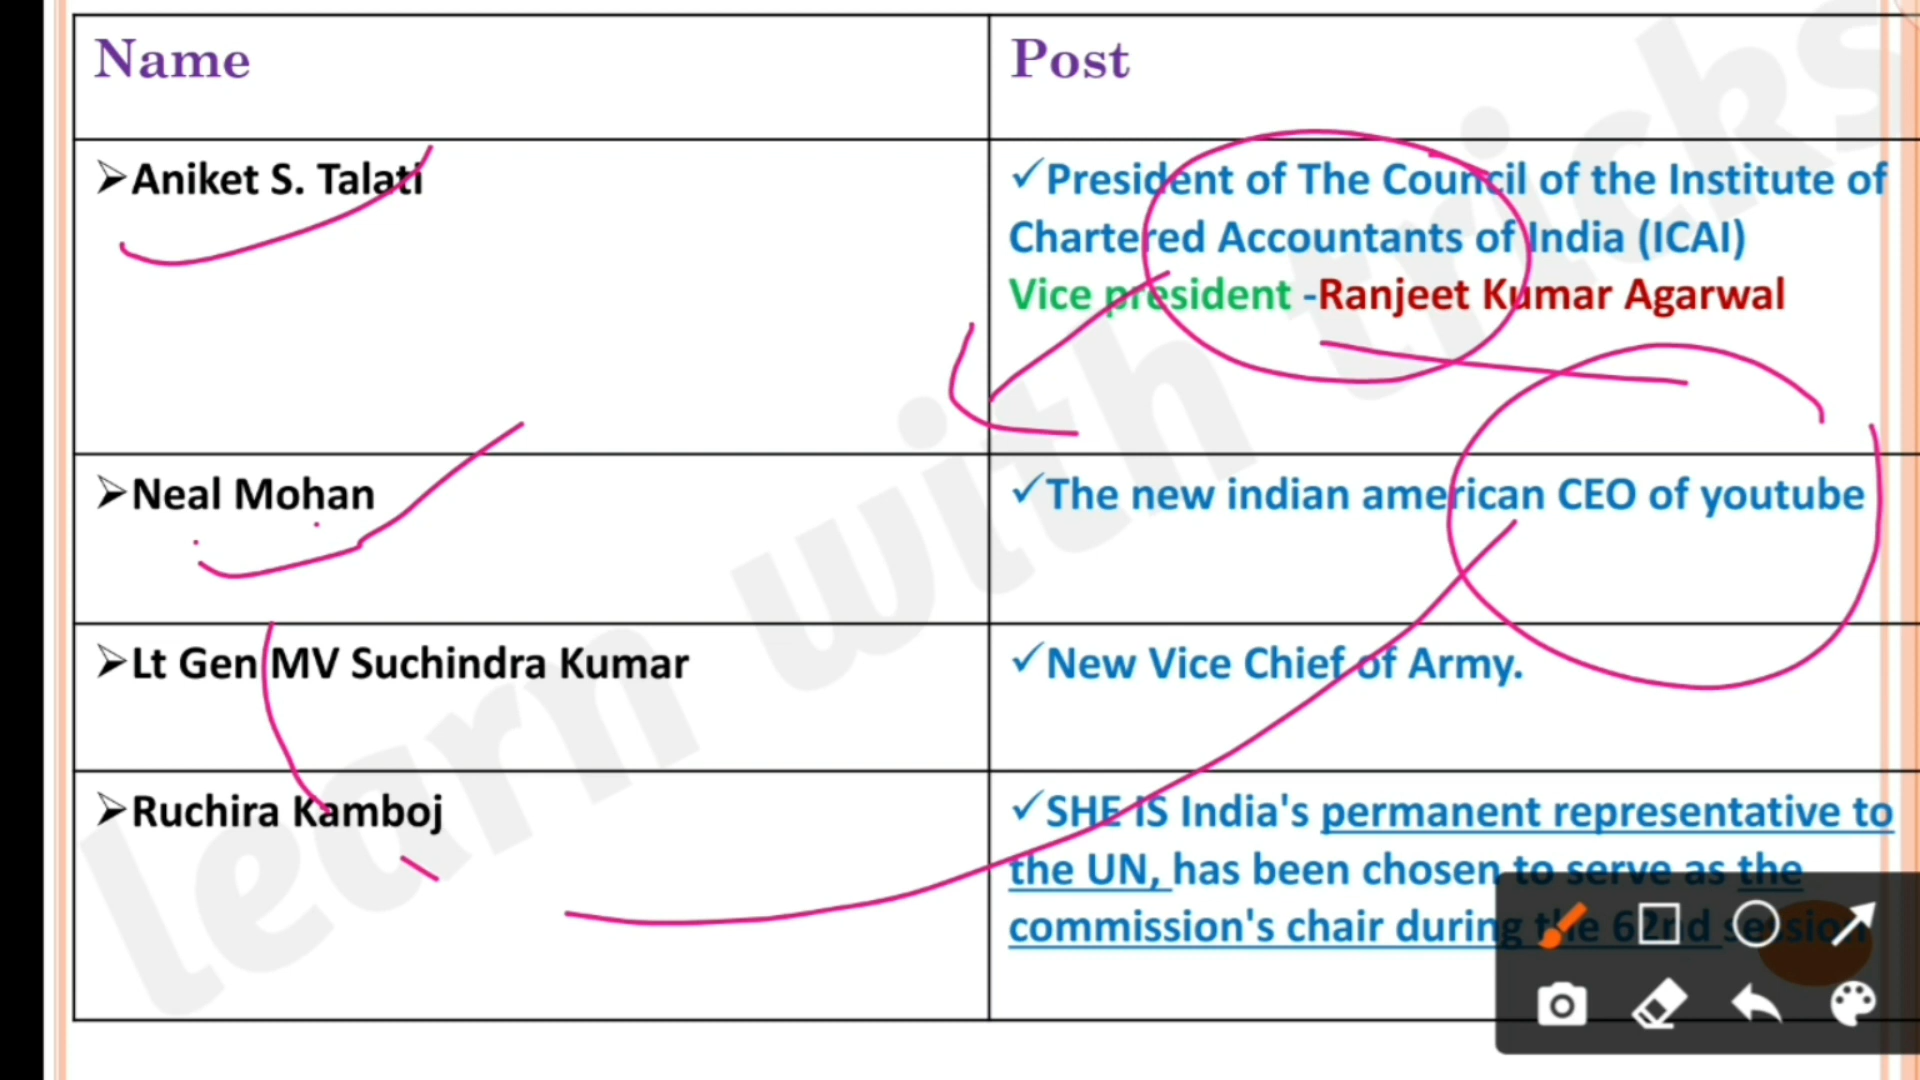 Name
Post
➢Aniket S. Talati
✓President of The Council of the Institute of
Chartered Accountants of India (ICAI)
Vice president -Ranjeet Kumar Agarwal
➢Neal Mohan
✓The new indian american CEO of youtube
➢Lt Gen MV Suchindra Kumar
✓New Vice Chief of Army.
➢Ruchira Kamboj
✓SHE IS India's permanent representative to
the UN, has been chosen to serve as the
commission's chair during the 62nd session
learn with tricks